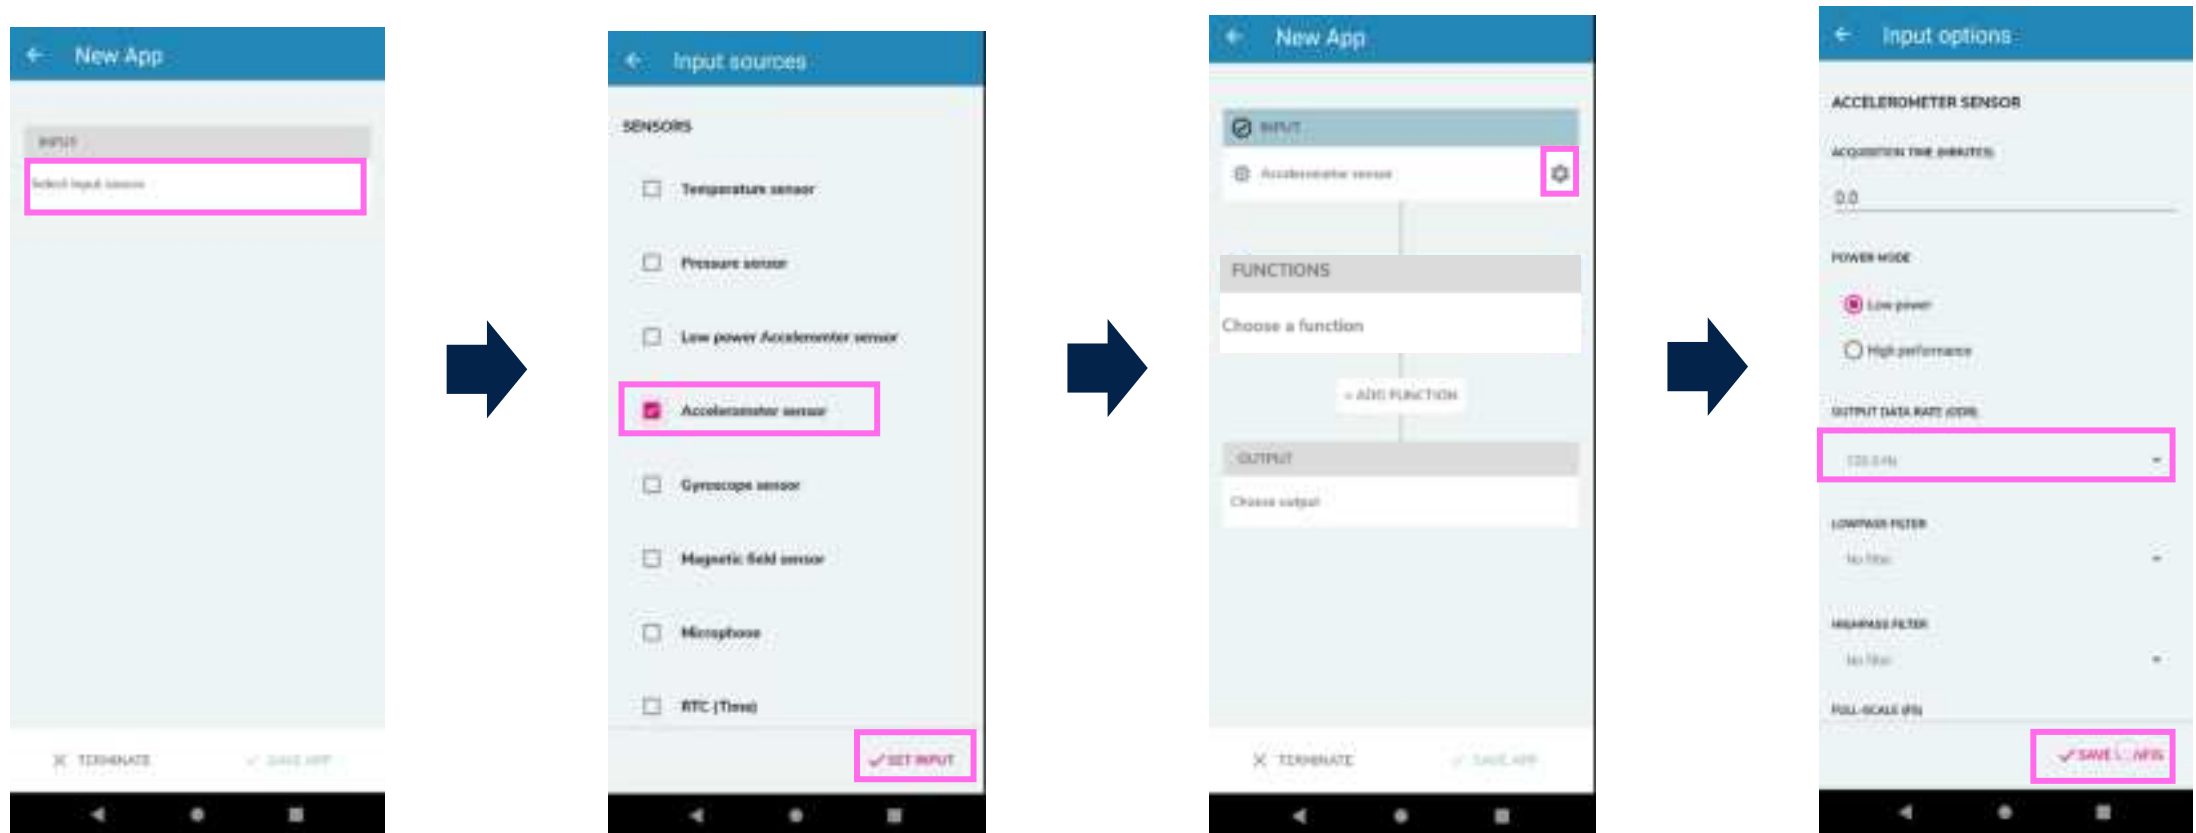 New App
INPUT
Select input source
TERMINATE
SAVE APP
Input sources
SENSORS
Temperature sensor
Pressure sensor
Low power Acceleromter sensor
Accelerometer sensor
Gyroscope sensor
Magnetic field sensor
Microphone
RTC (Time)
SET INPUT
New App
INPUT
Accelerometer sensor
FUNCTIONS
Choose a function
+ ADD FUNCTION
OUTPUT
Choose output
TERMINATE
SAVE APP
Input options
ACCELEROMETER SENSOR
ACQUISITION TIME (MINUTES)
0.0
POWER MODE
Low power
High performance
OUTPUT DATA RATE (ODR)
LOWPASS FILTER
No filter
HIGHPASS FILTER
No filter
FULL-SCALE (FS)
SAVE